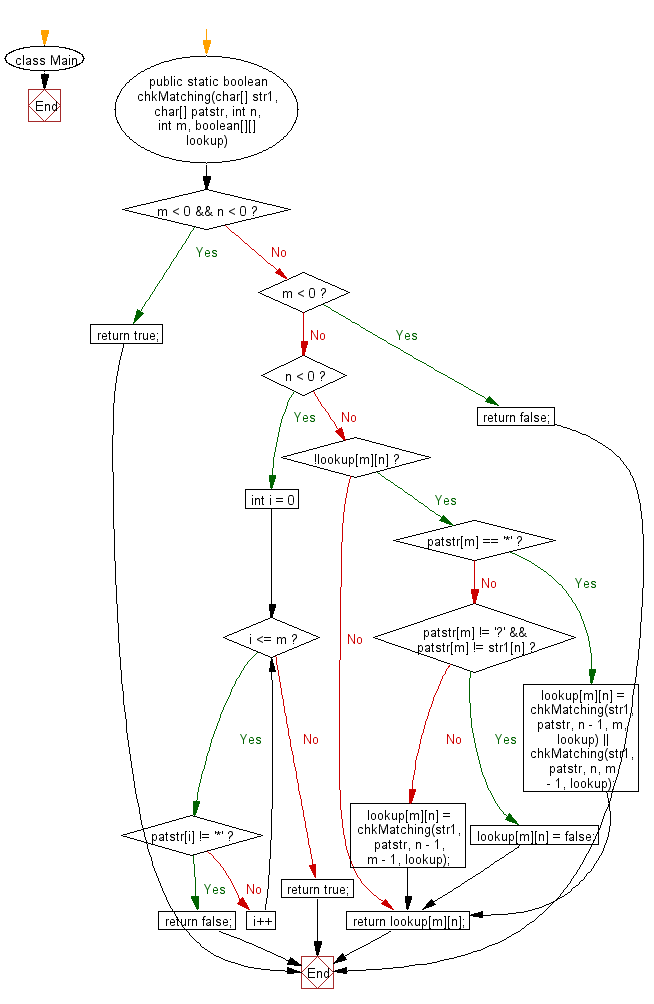 class Main
End
public static boolean
chkMatching(char[] str1,
char[] patstr, int n,
int m, boolean[][]
lookup)
m < 0 && n < 0 ?
Yes
No
m < 0 ?
return true;
No
Yes
n < 0 ?
return false;
Yes
No
!lookup[m][n] ?
int i = 0
Yes
patstr[m] == '*' ?
No
Yes
i <= m ?
No
patstr[m] != '?' &&
patstr[m] != str1[n] ?
lookup[m][n] =
chkMatching(str1,
patstr, n - 1, m,
lookup) ||
chkMatching(str1,
patstr, n, m
- 1, lookup);
Yes
No
No
Yes
patstr[i] != '*' ?
lookup[m][n] =
chkMatching(str1,
patstr, n - 1,
m - 1, lookup);
lookup[m][n] = false;
Yes
No
return true;
return false;
i++
return lookup[m][n];
End